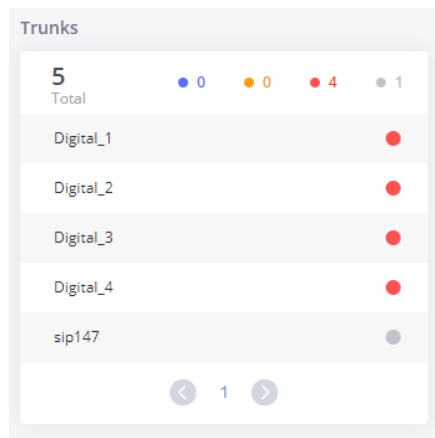 Trunks
5
Total
0
0
4
1
Digital_1
Digital_2
Digital_3
Digital_4
sip147
1